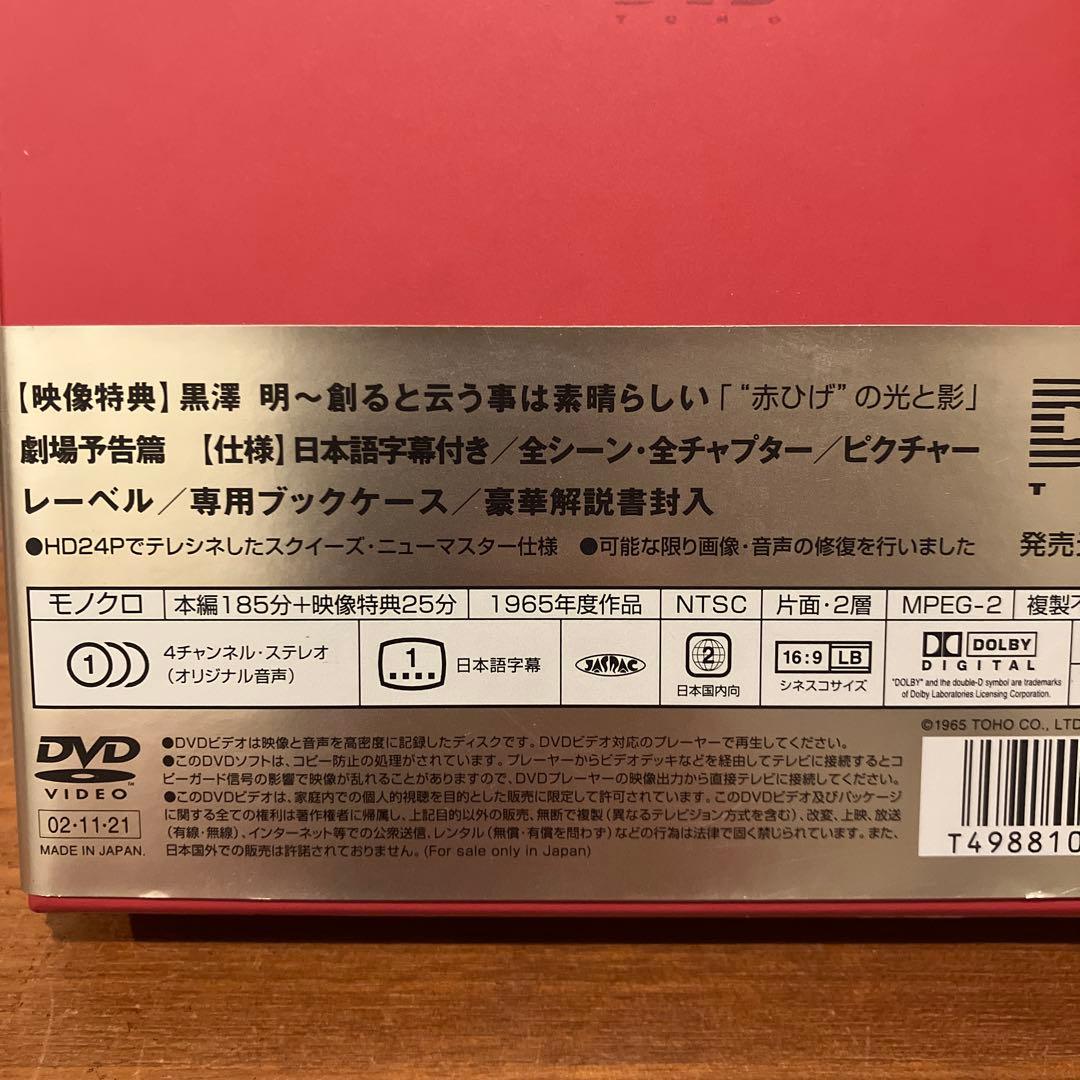 TOHO
【映像特典】黒澤 明～創ると云う事は素晴らしい「“赤ひげ”の光と影」
劇場予告篇 【仕様】日本語字幕付き／全シーン・全チャプター／ピクチャー
レーベル／専用ブックケース／豪華解説書封入
●HD24Pでテレシネしたスクイーズ・ニューマスター仕様 ●可能な限り画像・音声の修復を行いました 発売
モノクロ 本編185分+映像特典25分 1965年度作品 NTSC 片面・2層 MPEG-2 複製
1 4チャンネル・ステレオ
(オリジナル音声)
1 日本語字幕
JASRAC
2
日本国内向
16:9 LB
シネスコサイズ
DOLBY
DIGITAL
"DOLBY" and the double-D symbol are trademarks
of Dolby Laboratories Licensing Corporation.
©1965 TOHO CO., LTD
DVD
VIDEO
02・11・21
MADE IN JAPAN.
●DVDビデオは映像と音声を高密度に記録したディスクです。DVDビデオ対応のプレーヤーで再生してください。
●このDVDソフトは、コピー防止の処理がされています。プレーヤーからビデオデッキなどを経由してテレビに接続するとコ
ピーガード信号の影響で映像が乱れることがありますので、DVDプレーヤーの映像出力から直接テレビに接続してください。
●このDVDビデオは、家庭内での個人的視聴を目的とした販売に限定して許可されています。このDVDビデオ及びパッケージ
に関する全ての権利は著作権者に帰属し、上記目的以外の販売、無断で複製(異なるテレビジョン方式を含む)、改変、上映、放送
(有線・無線)、インターネット等での公衆送信、レンタル(無償・有償を問わず)などの行為は法律で固く禁じられています。また、
日本国外での販売は許諾されておりません。(For sale only in Japan)
T498810